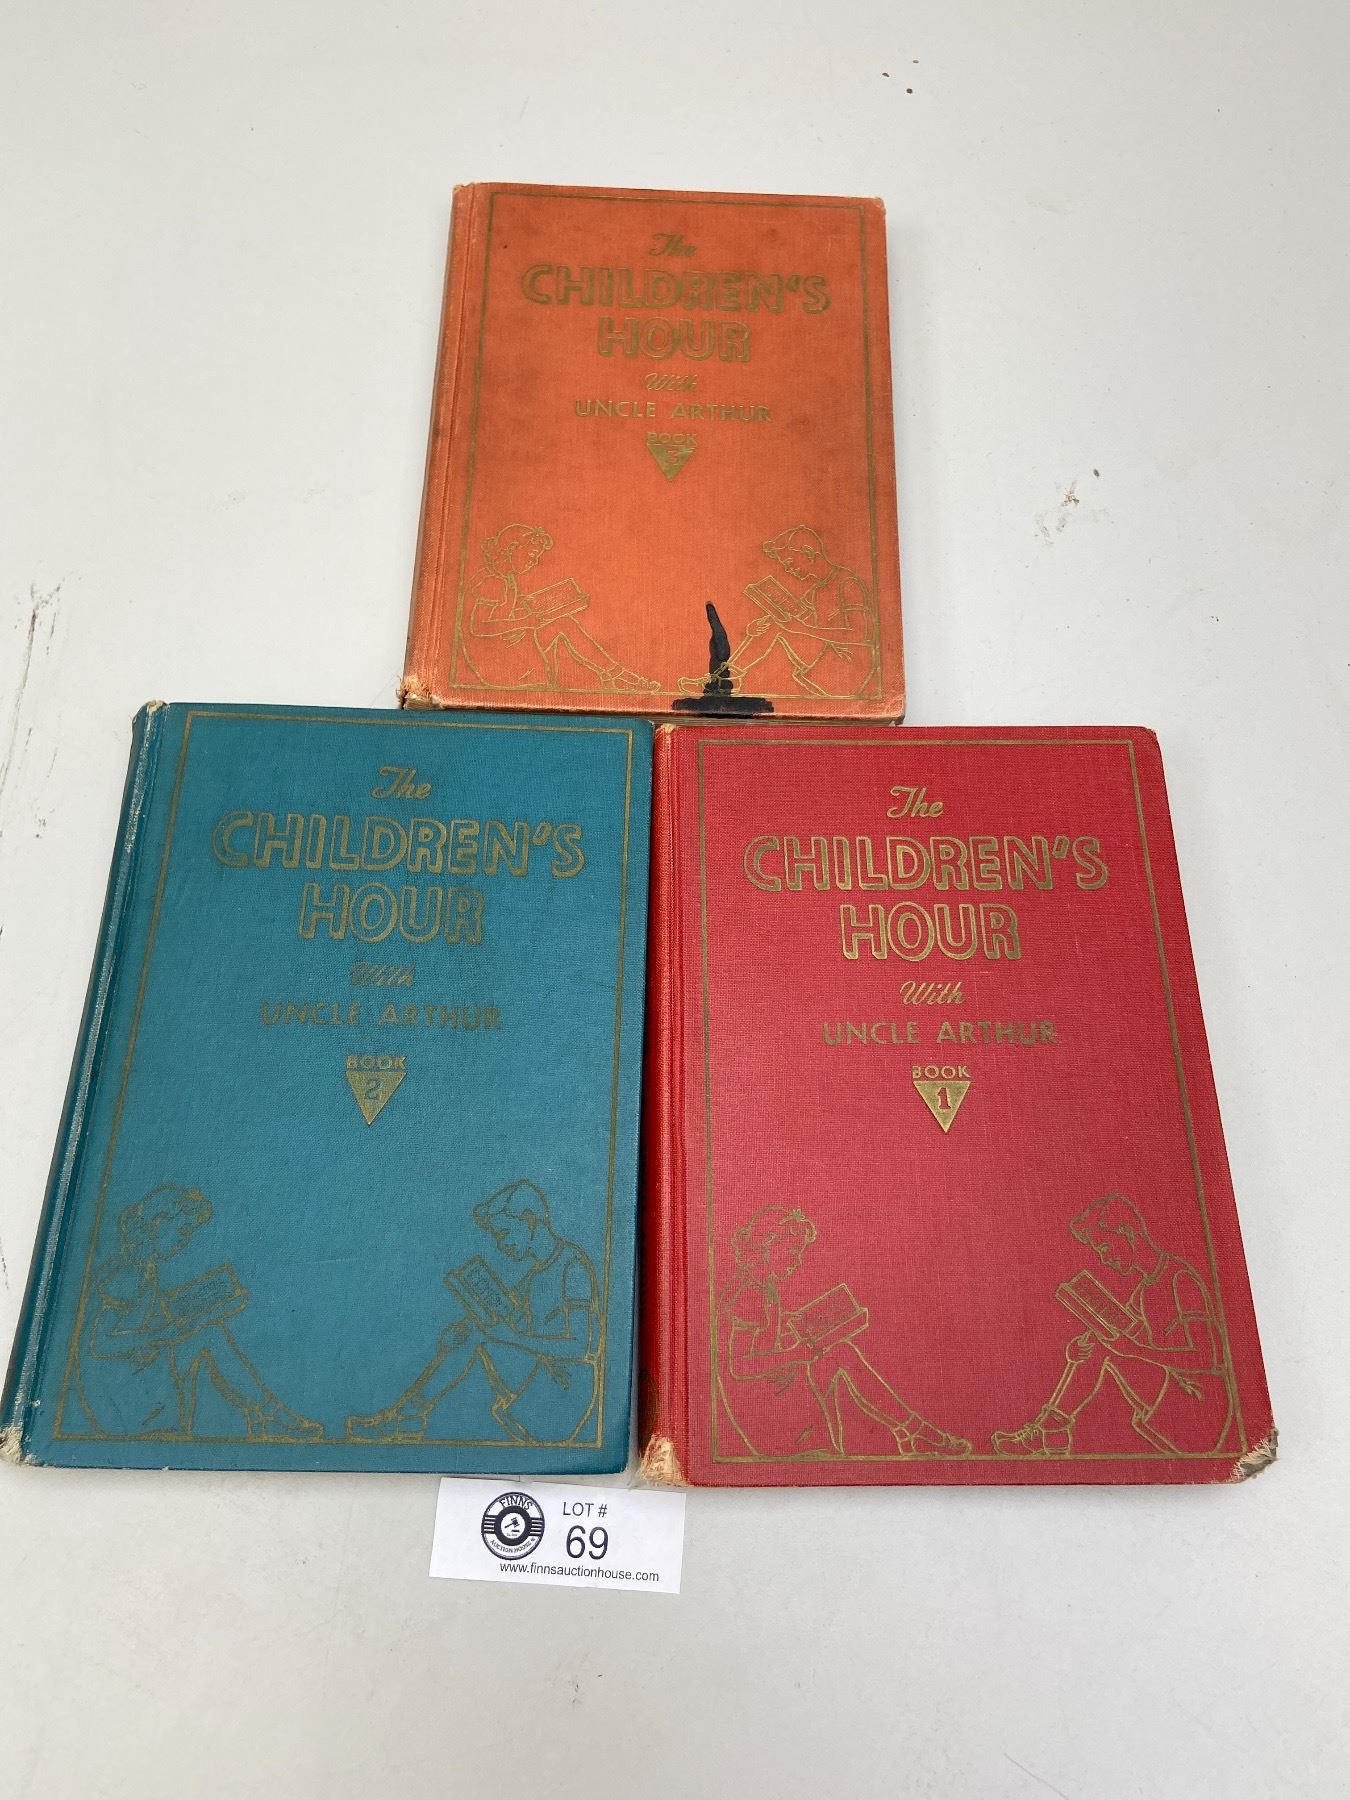 The
CHILDREN'S
HOUR
With
UNCLE ARTHUR
BOOK
3
The
CHILDREN'S
HOUR
With
UNCLE ARTHUR
BOOK
2
The
CHILDREN'S
HOUR
With
UNCLE ARTHUR
BOOK
1
FINNS
AUCTION HOUSE
LOT #
69
www.finnsauctionhouse.com